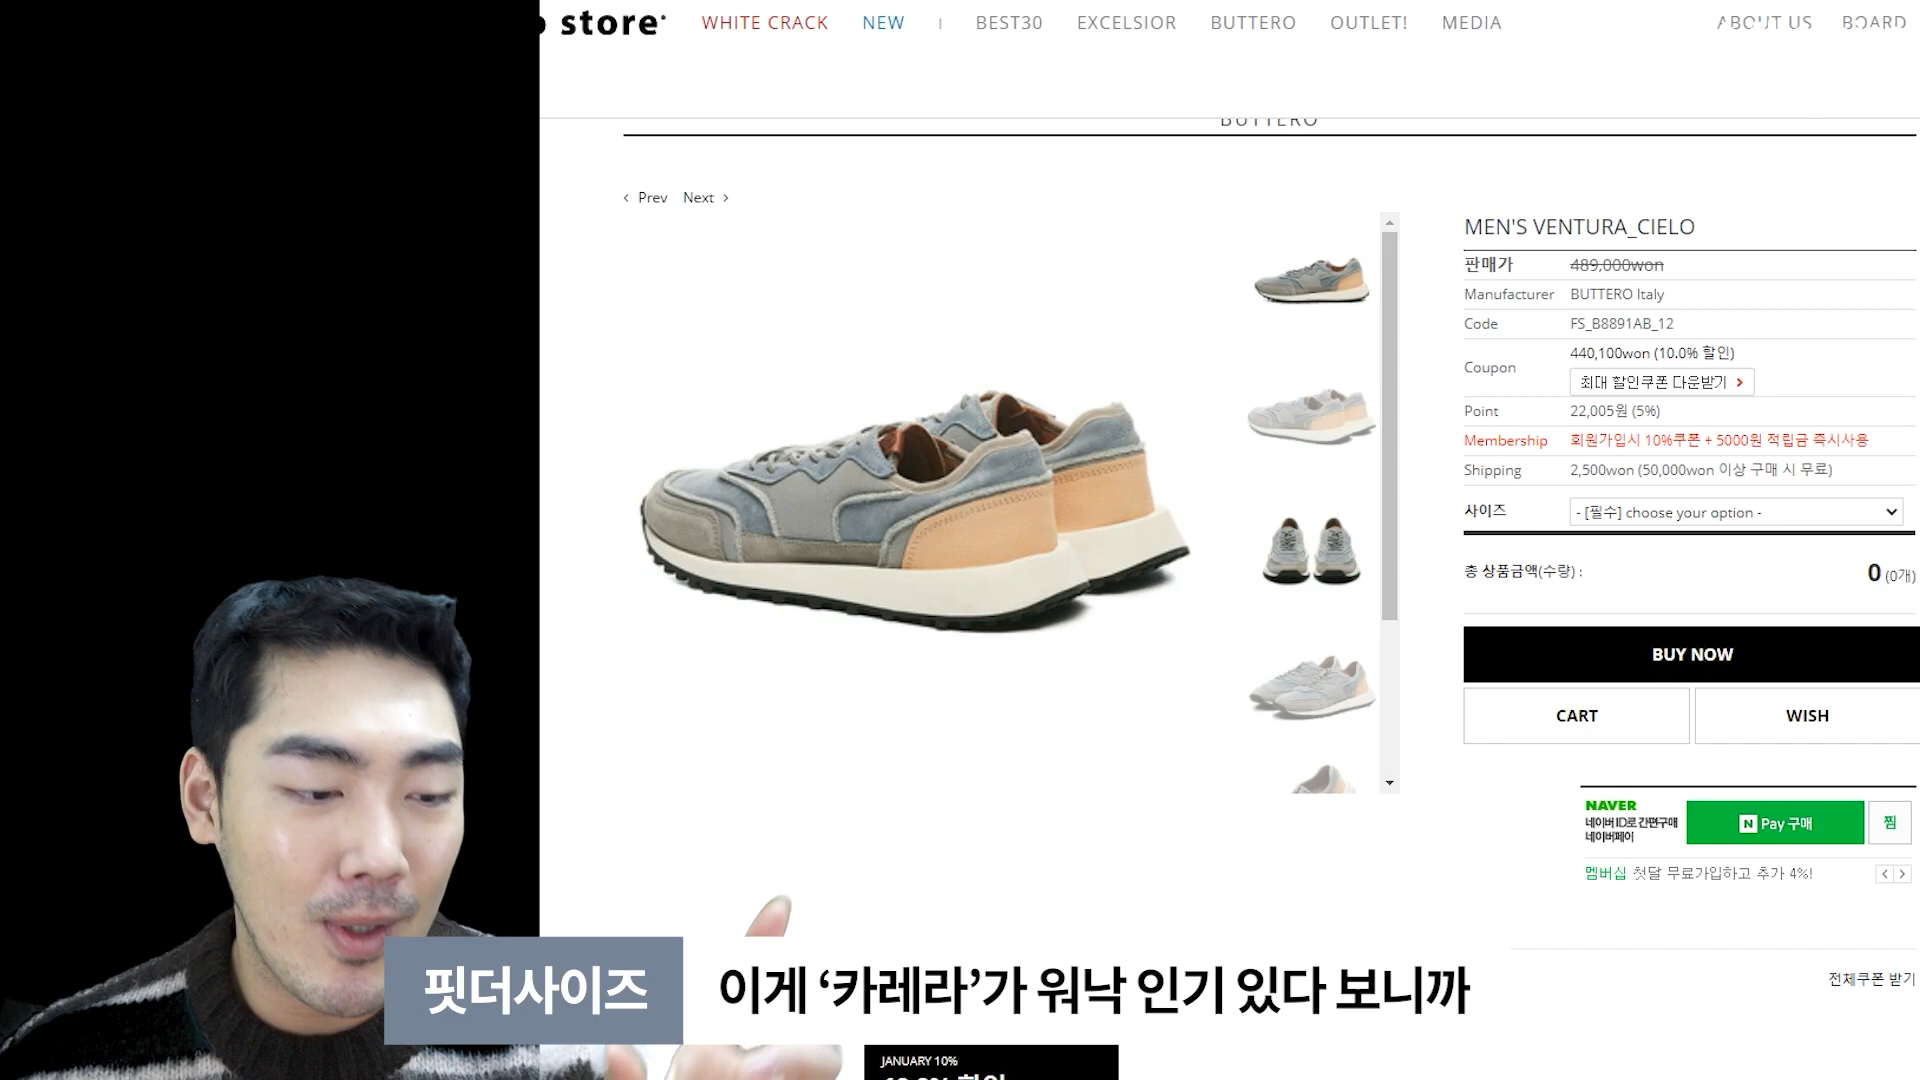 store
WHITE CRACK
NEW
BEST30
EXCELSIOR
BUTTERO
OUTLET!
MEDIA
ABOUT US
BOARD
BUTTERO
Prev Next
MEN'S VENTURA_CIELO
판매가 489,000won
Manufacturer BUTTERO Italy
Code FS_B8891AB_12
Coupon 440,100won (10.0% 할인)
최대 할인쿠폰 다운받기
Point 22,005원 (5%)
Membership 회원가입시 10%쿠폰 + 5000원 적립금 즉시사용
Shipping 2,500won (50,000won 이상 구매 시 무료)
사이즈 - [필수] choose your option -
총 상품금액(수량) : 0 (0개)
BUY NOW
CART
WISH
NAVER
네이버 ID로 간편구매
네이버페이
N Pay 구매
찜
멤버십 첫달 무료가입하고 추가 4%!
전체쿠폰 받기
핏더사이즈
이게 ‘카레라’가 워낙 인기 있다 보니까
JANUARY 10%